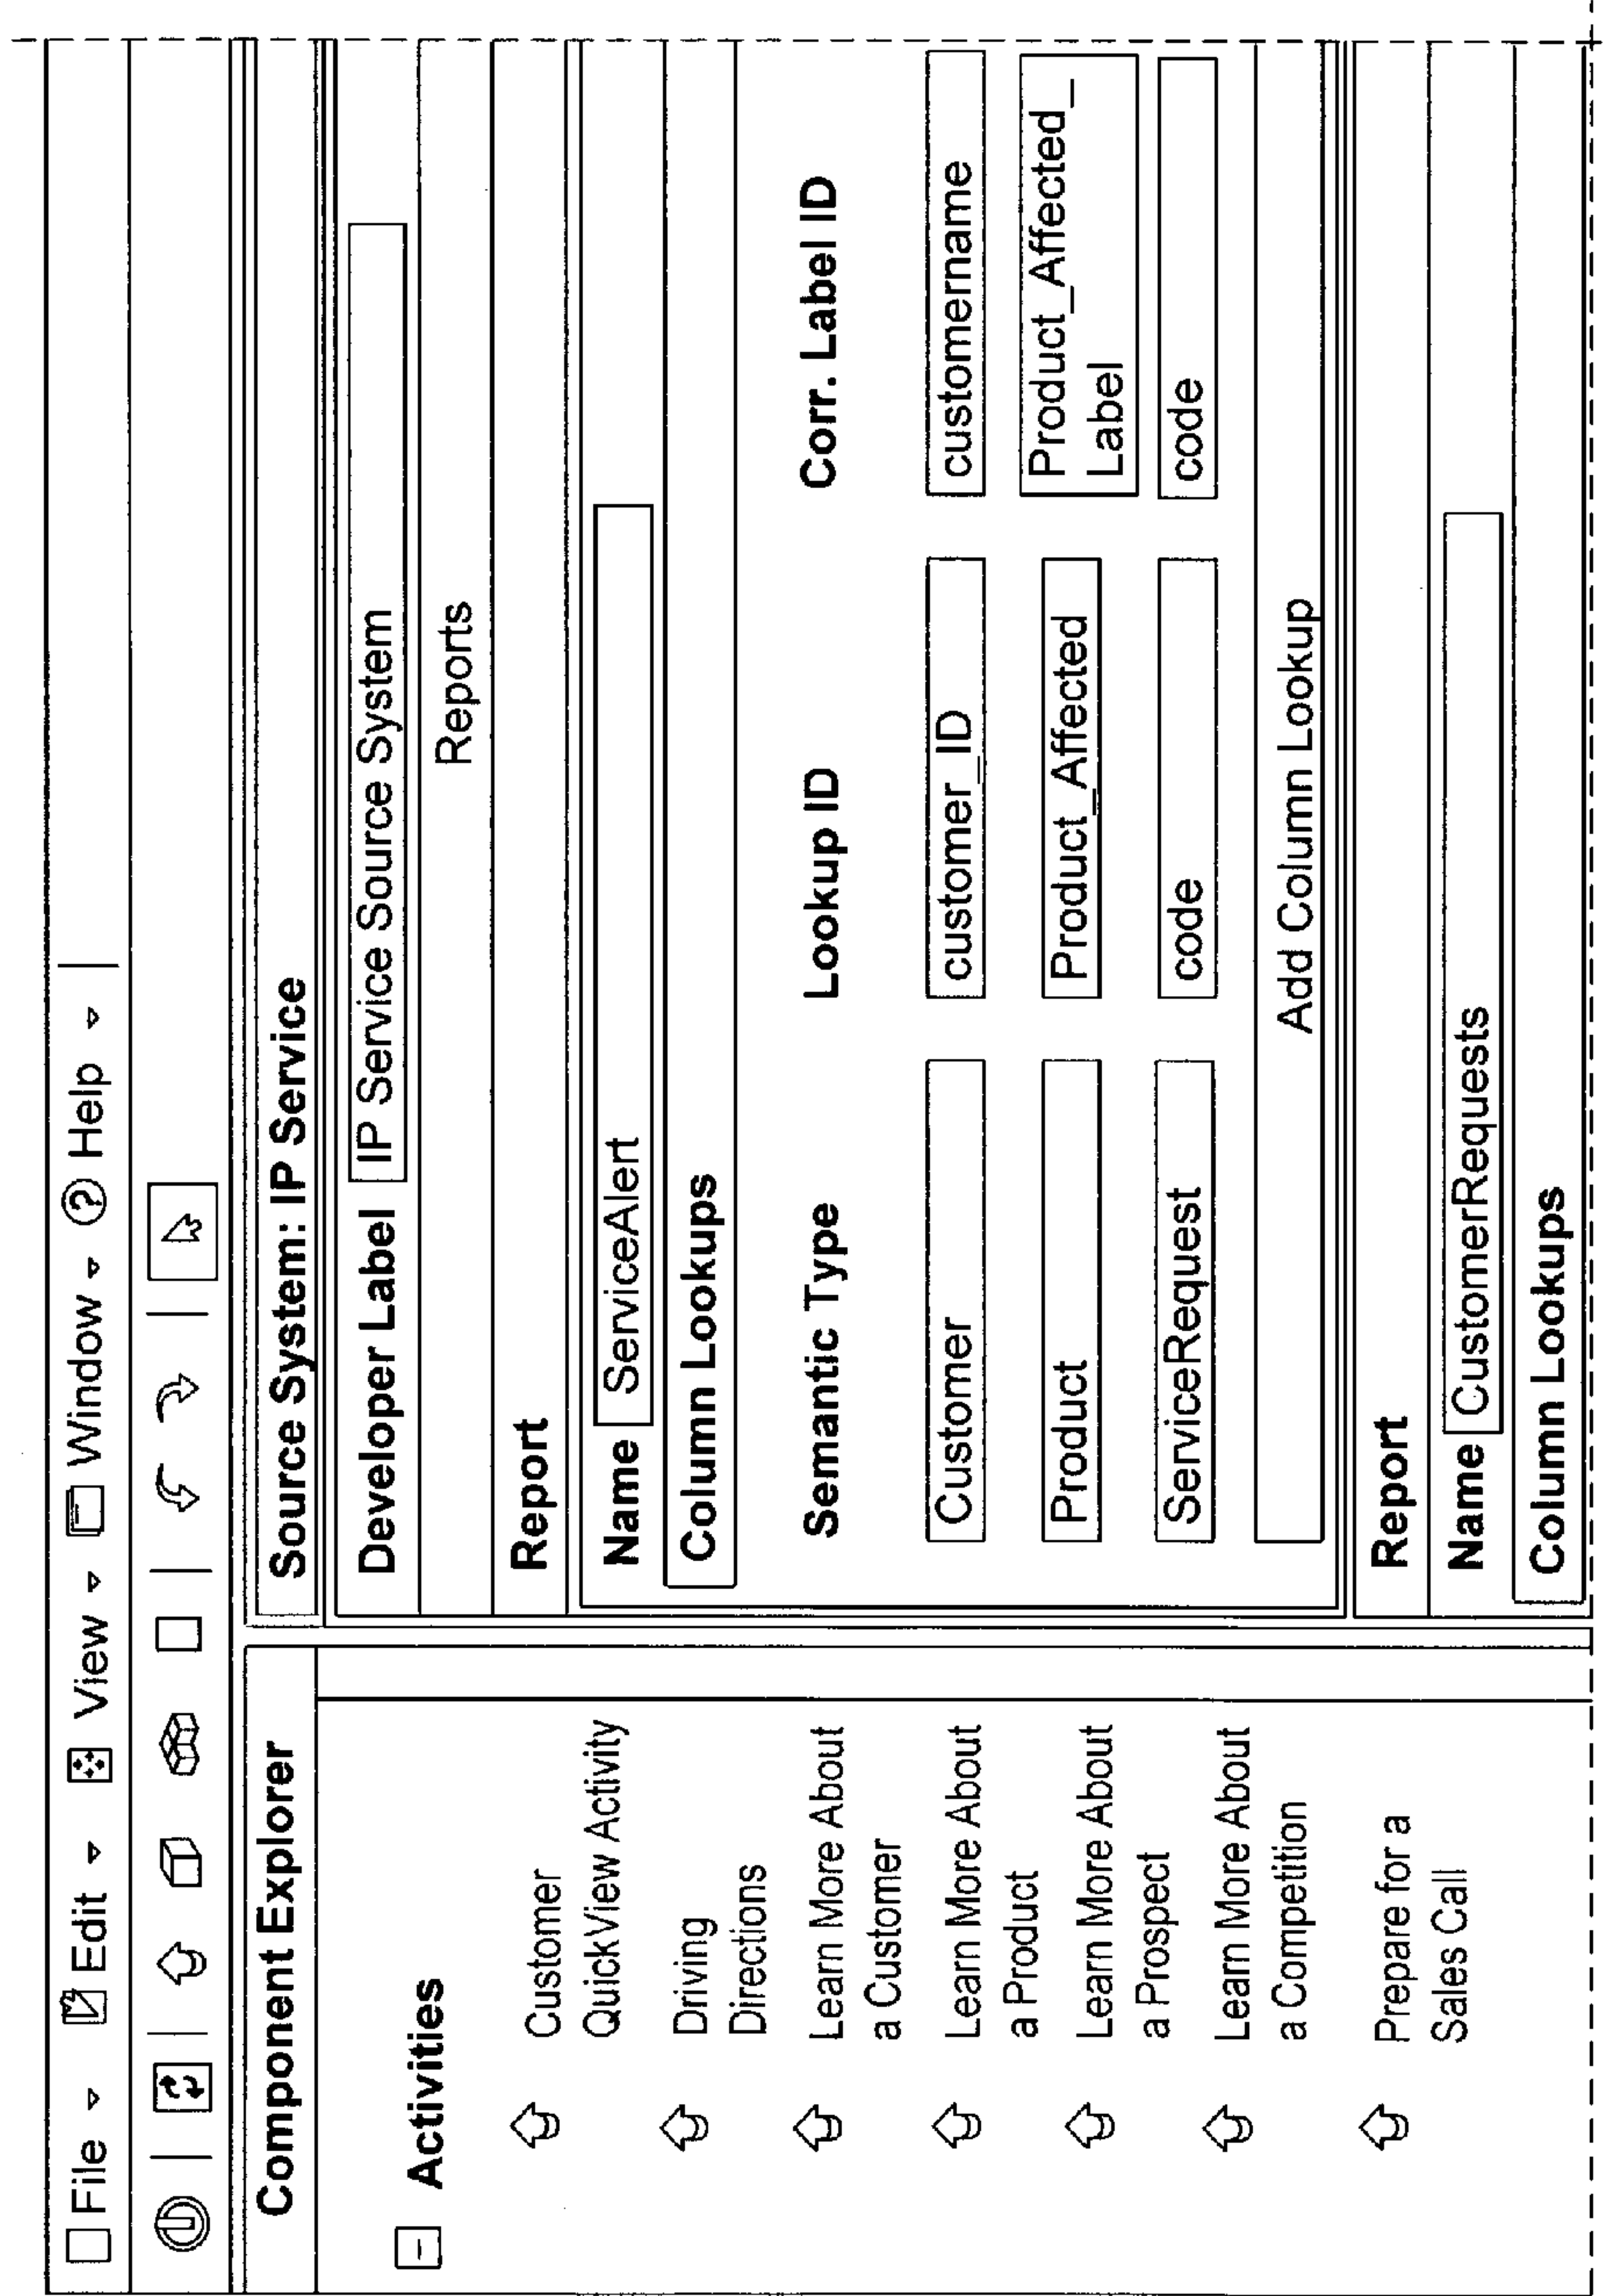 File Edit View Window Help
Component Explorer
Activities
Customer
QuickView Activity
Driving
Directions
Learn More About
a Customer
Learn More About
a Product
Learn More About
a Prospect
Learn More About
a Competition
Prepare for a
Sales Call
Source System: IP Service
Developer Label IP Service Source System
Reports
Report
Name ServiceAlert
Column Lookups
Semantic Type Lookup ID Corr. Label ID
Customer customer_ID customername
Product Product_Affected Product_Affected_
Label
ServiceRequest code code
Add Column Lookup
Report
Name CustomerRequests
Column Lookups